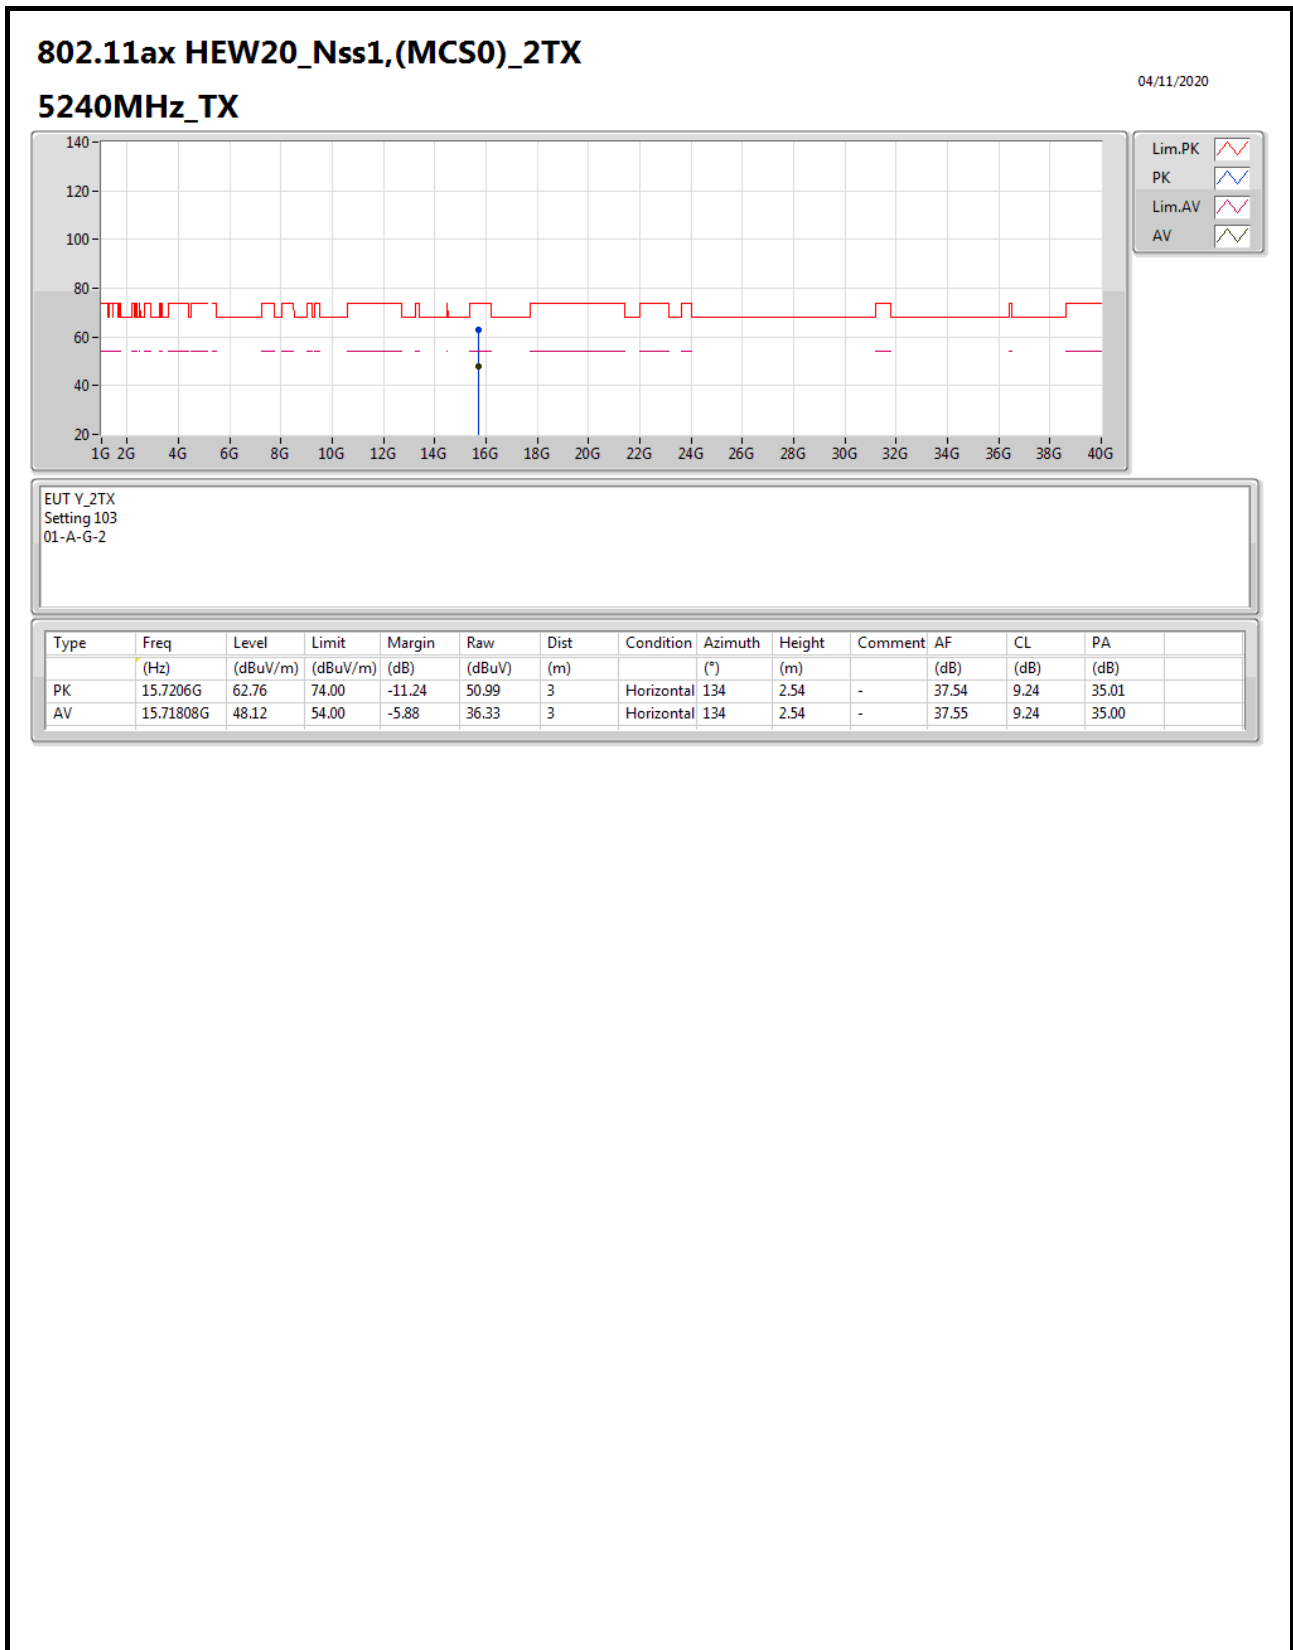 802.11ax HEW20_Nss1,(MCS0)_2TX
04/11/2020
5240MHz_TX
140
120
100
80
60
40
20
1G 2G 4G 6G 8G 10G 12G 14G 16G 18G 20G 22G 24G 26G 28G 30G 32G 34G 36G 38G 40G
Lim.PK
PK
Lim.AV
AV
EUT Y_2TX
Setting 103
01-A-G-2
Type Freq Level Limit Margin Raw Dist Condition Azimuth Height Comment AF CL PA
(Hz) (dBuV/m) (dBuV/m) (dB) (dBuV) (m) (°) (m) (dB) (dB) (dB)
PK 15.7206G 62.76 74.00 -11.24 50.99 3 Horizontal 134 2.54 - 37.54 9.24 35.01
AV 15.71808G 48.12 54.00 -5.88 36.33 3 Horizontal 134 2.54 - 37.55 9.24 35.00